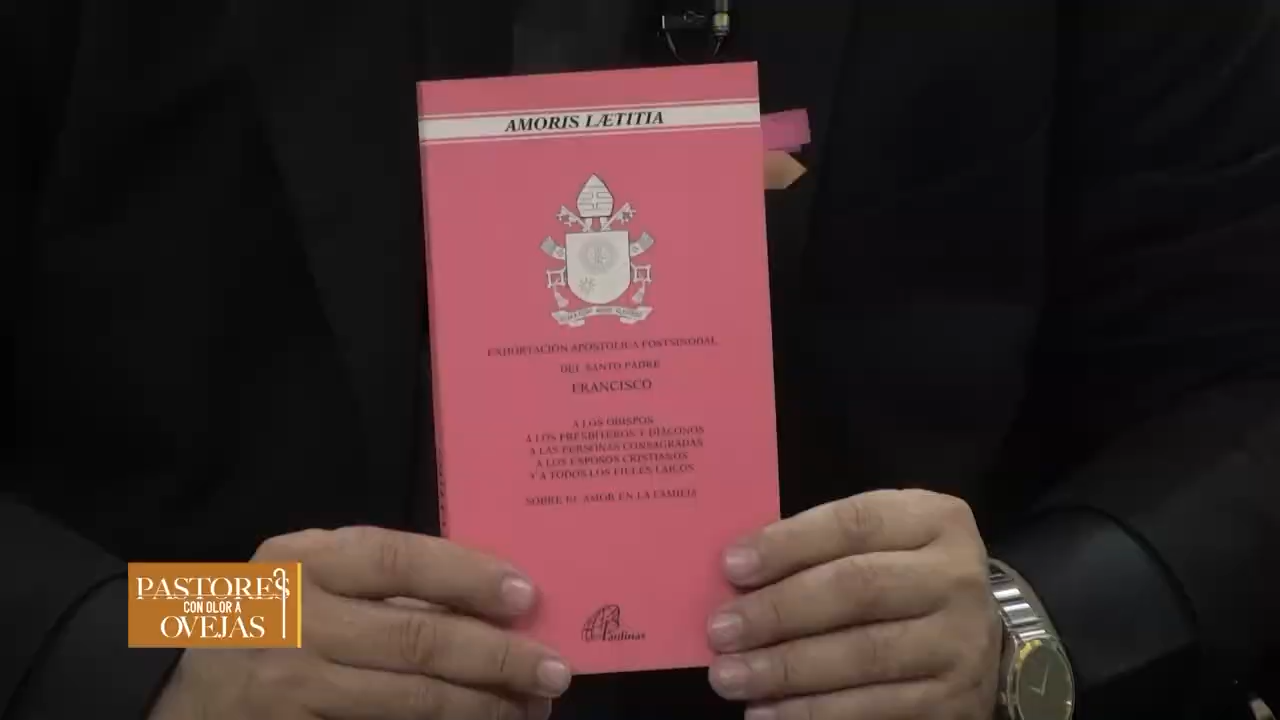 AMORIS LÆTITIA
EXHORTACIÓN APOSTÓLICA POSTSINODAL
DEL SANTO PADRE
FRANCISCO
A LOS OBISPOS
A LOS PRESBÍTEROS Y DIÁCONOS
A LAS PERSONAS CONSAGRADAS
A LOS ESPOSOS CRISTIANOS
Y A TODOS LOS FIELES LAICOS
SOBRE EL AMOR EN LA FAMILIA
Paulinas
PASTORES
CON OLOR A
OVEJAS